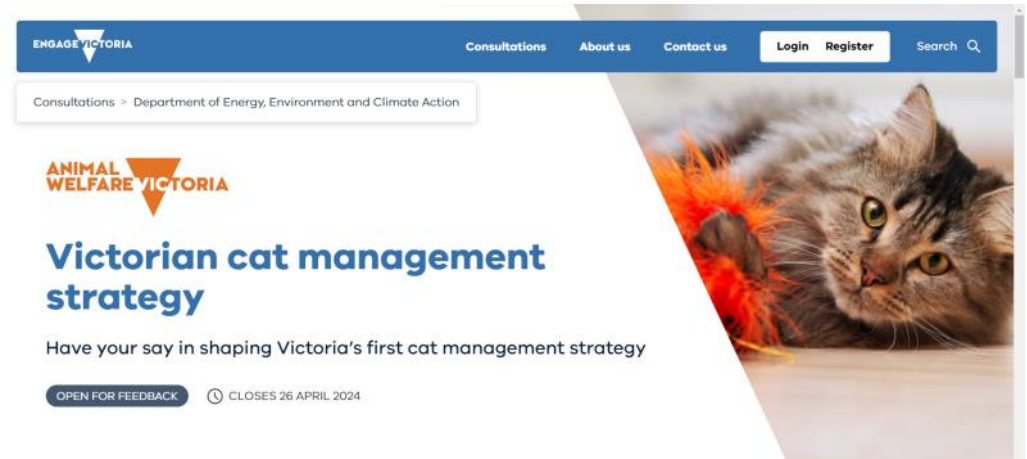 ENGAGE VICTORIA
Consultations About us Contact us Login Register Search
Consultations > Department of Energy, Environment and Climate Action
ANIMAL
WELFARE VICTORIA
Victorian cat management
strategy
Have your say in shaping Victoria's first cat management strategy
OPEN FOR FEEDBACK CLOSES 26 APRIL 2024